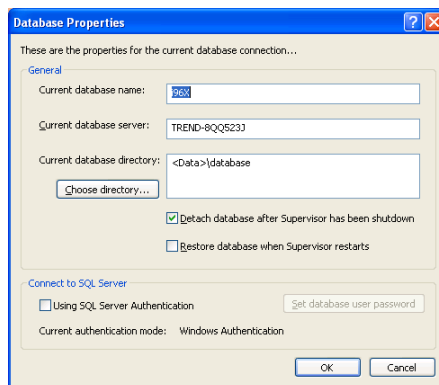 Database Properties
These are the properties for the current database connection...
General
Current database name:
96X
Current database server:
TREND-8QQ523J
Current database directory:
<Data>\database
Choose directory...
Detach database after Supervisor has been shutdown
Restore database when Supervisor restarts
Connect to SQL Server
Using SQL Server Authentication
Set database user password
Current authentication mode: Windows Authentication
OK
Cancel